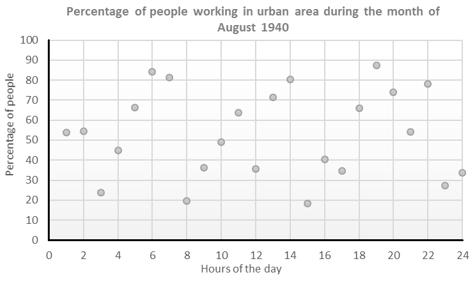 Percentage of people working in urban area during the month of
August 1940
Percentage of people
100
90
80
70
60
50
40
30
20
10
0
0 2 4 6 8 10 12 14 16 18 20 22 24
Hours of the day